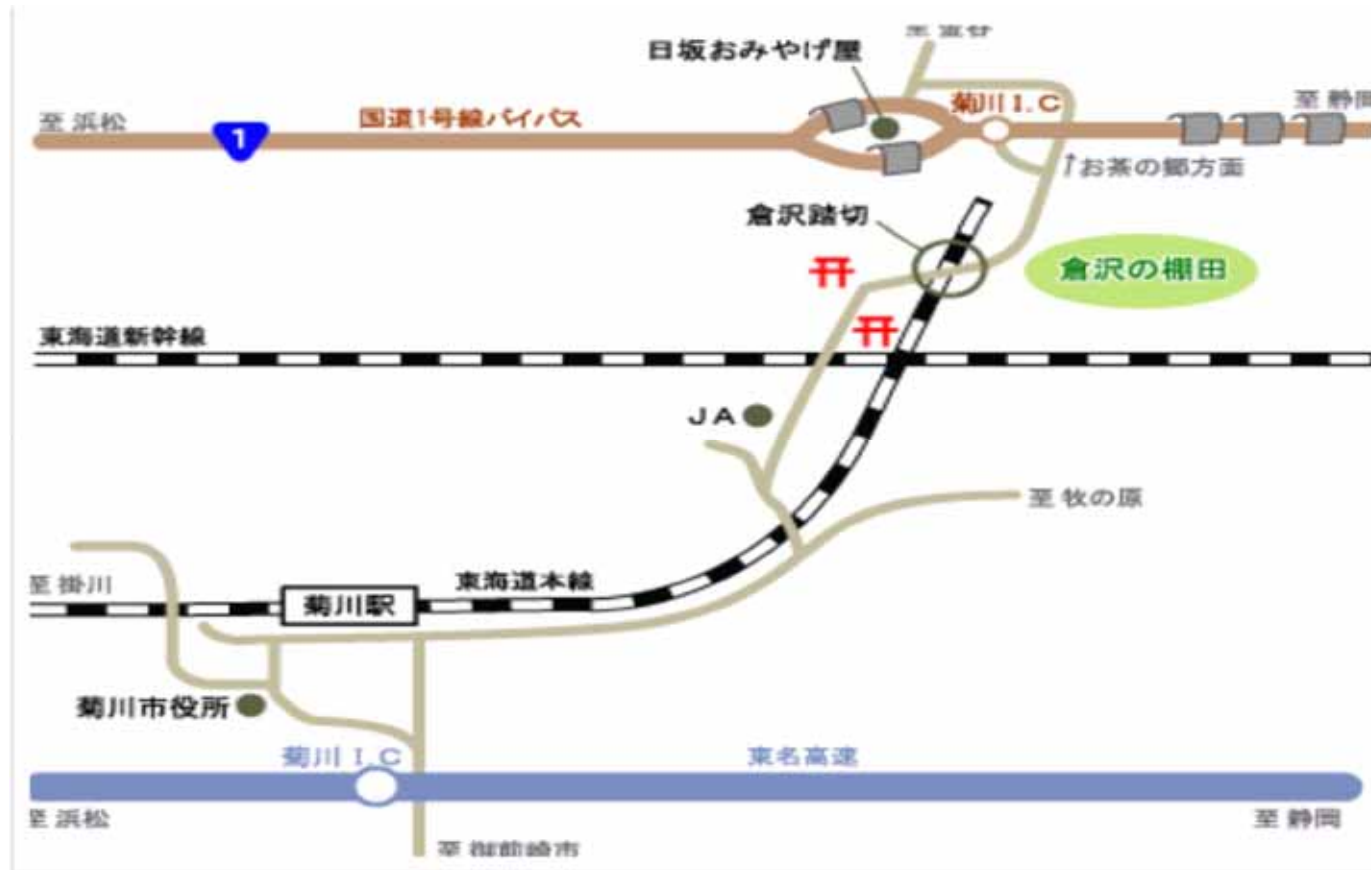 日坂おみやげ屋
至 浜松
1
国道1号線バイパス
菊川I.C
至 静岡
↑お茶の郷方面
倉沢踏切
倉沢の棚田
東海道新幹線
JA
至 牧の原
至 掛川
菊川駅
東海道本線
菊川市役所
菊川I.C
東名高速
至 浜松
至 静岡
至 御前崎市